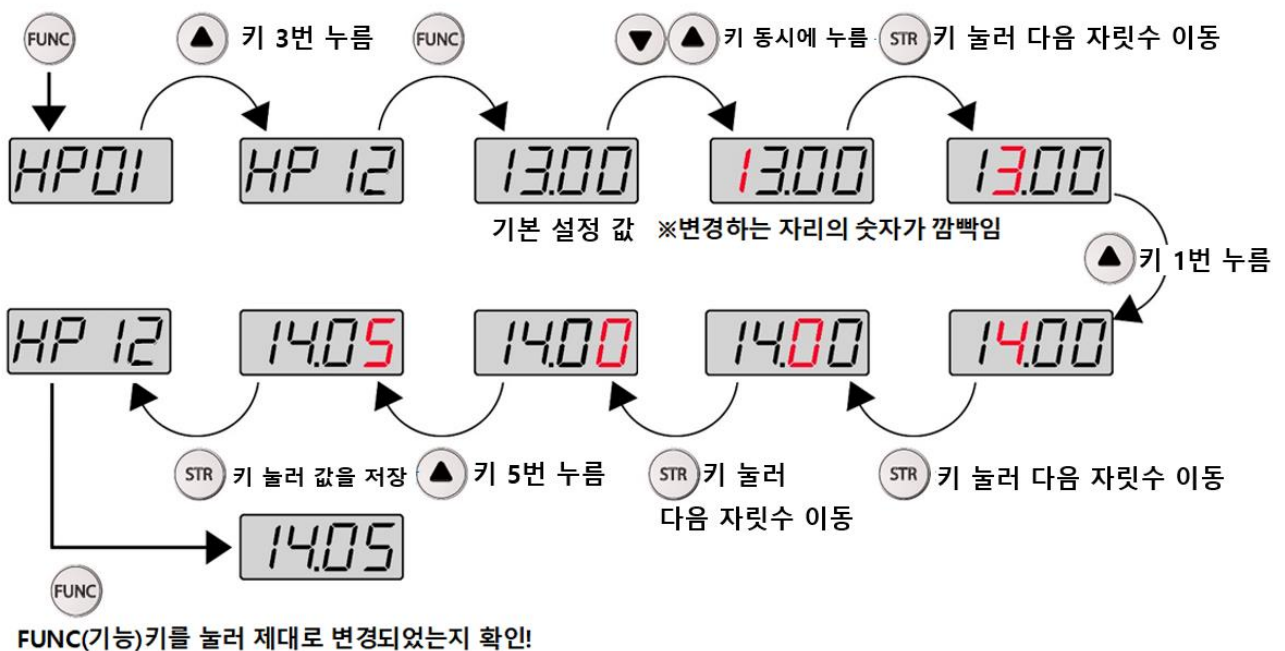 FUNC ▲ 키 3번 누름 FUNC ▼ ▲ 키 동시에 누름 STR 키 눌러 다음 자릿수 이동
HP01 HP 12 13.00 13.00 13.00
기본 설정 값 ※변경하는 자리의 숫자가 깜빡임
▲ 키 1번 누름
HP 12 14.05 14.00 14.00 14.00
STR 키 눌러 값을 저장 ▲ 키 5번 누름 STR 키 눌러 STR 키 눌러 다음 자릿수 이동
다음 자릿수 이동
14.05
FUNC
FUNC(기능)키를 눌러 제대로 변경되었는지 확인!